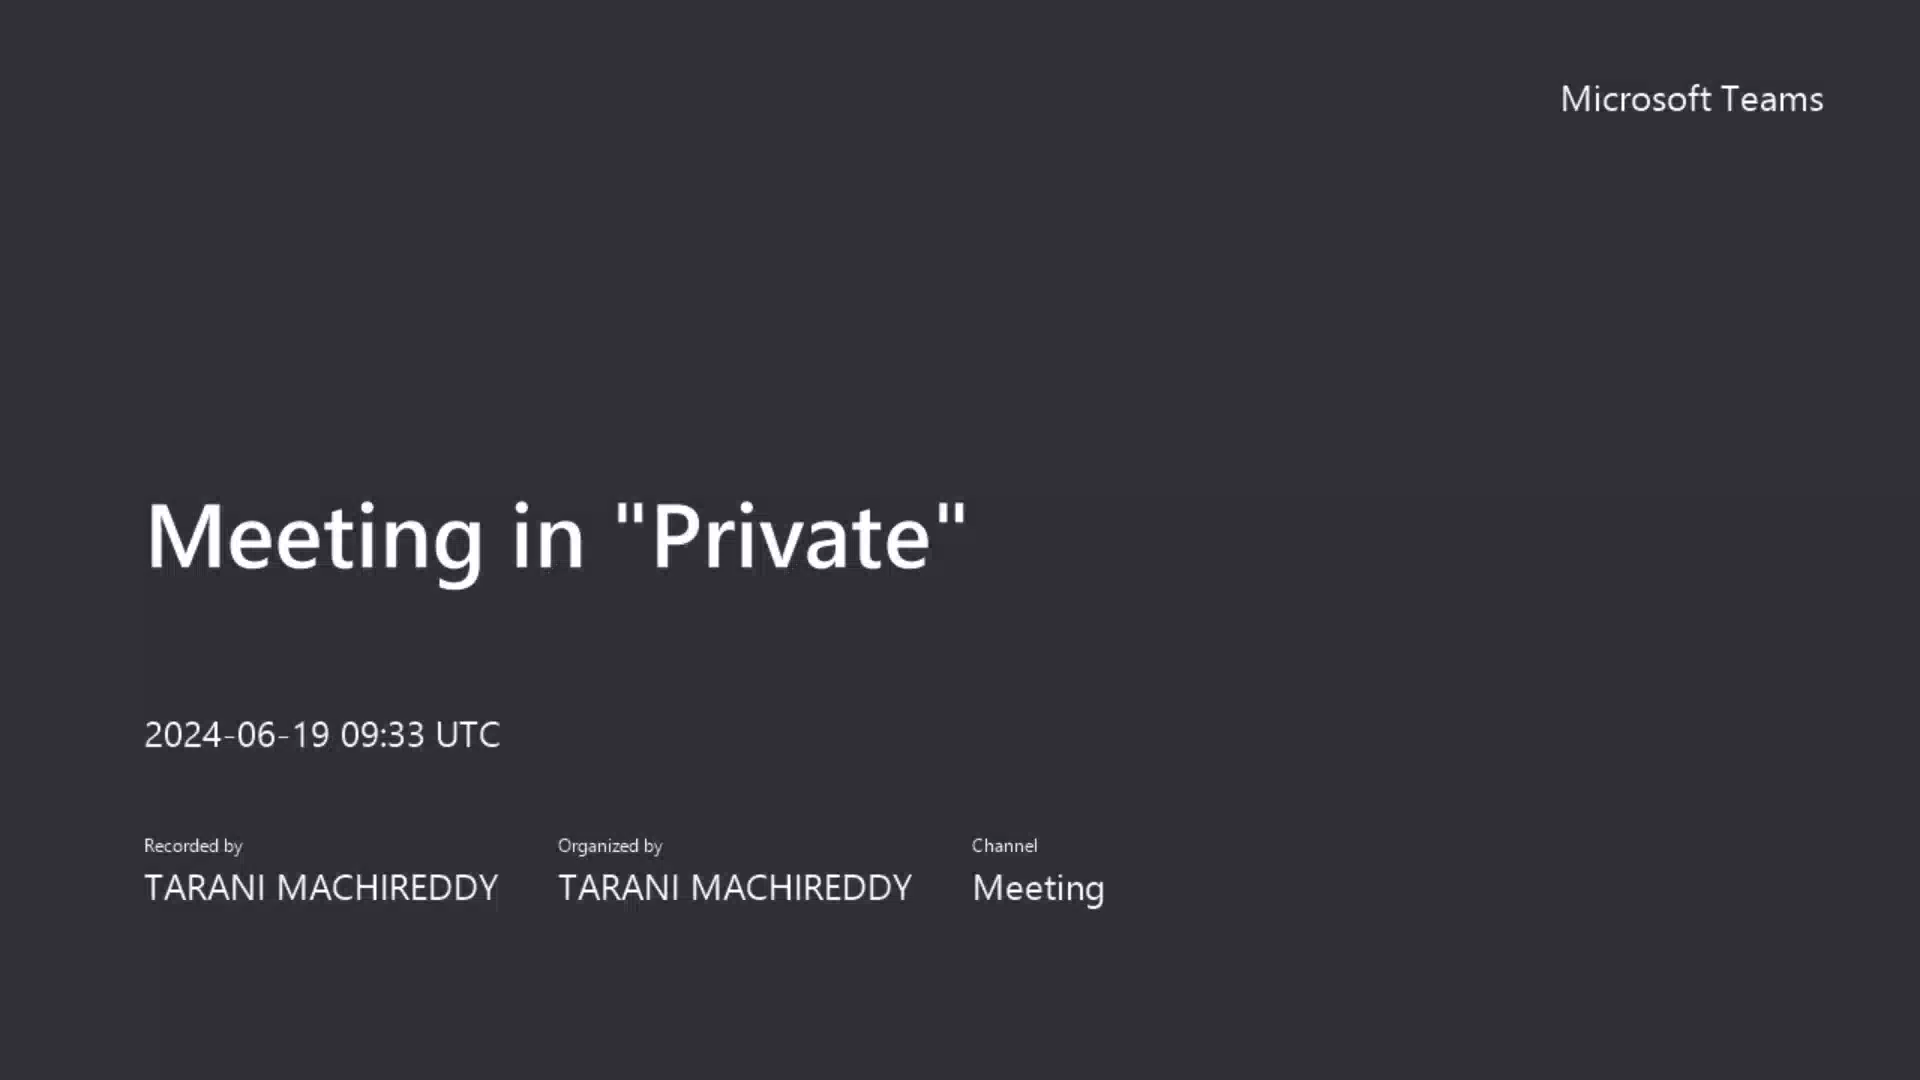 Microsoft Teams
Meeting in "Private"
2024-06-19 09:33 UTC
Recorded by
TARANI MACHIREDDY
Organized by
TARANI MACHIREDDY
Channel
Meeting